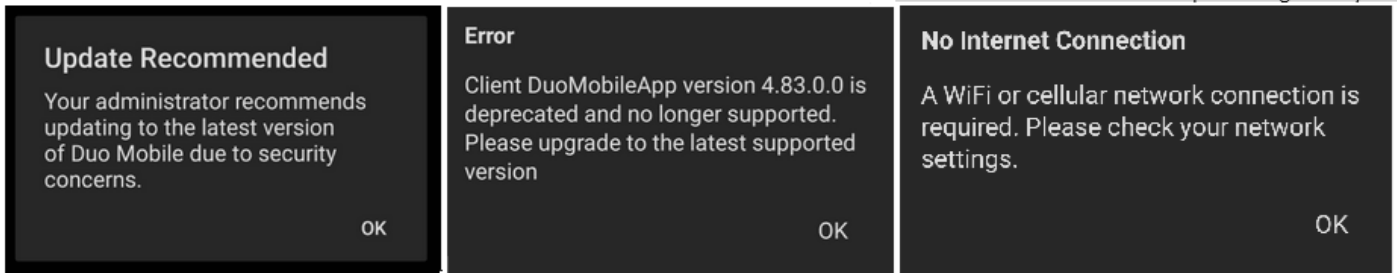 Update Recommended
Your administrator recommends
updating to the latest version
of Duo Mobile due to security
concerns.
OK
Error
Client DuoMobileApp version 4.83.0.0 is
deprecated and no longer supported.
Please upgrade to the latest supported
version
OK
No Internet Connection
A WiFi or cellular network connection is
required. Please check your network
settings.
OK